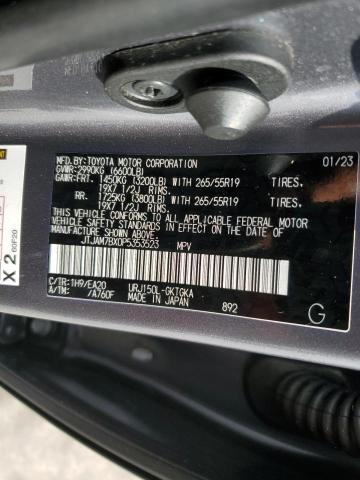 MFD. BY: TOYOTA MOTOR CORPORATION 01/23
GVWR: 2990KG (6600LB)
GAWR: FRT. 1450KG (3200LB) WITH 265/55R19 TIRES.
19X7 1/2J RIMS.
RR. 1725KG (3800LB) WITH 265/55R19 TIRES.
19X7 1/2J RIMS.
THIS VEHICLE CONFORMS TO ALL APPLICABLE FEDERAL MOTOR
VEHICLE SAFETY STANDARDS IN EFFECT ON THE DATE OF
MANUFACTURE SHOWN ABOVE.
JTJAM7BX0P5353523 MPV
C/TR: 1H9/EA20 URJ150L-GKTGKA
A/TM: /A760F MADE IN JAPAN 892
G
X 2
60F20